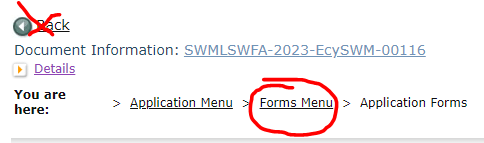 Back
Document Information: SWMLSWFA-2023-EcySWM-00116
Details
You are here: > Application Menu > Forms Menu > Application Forms